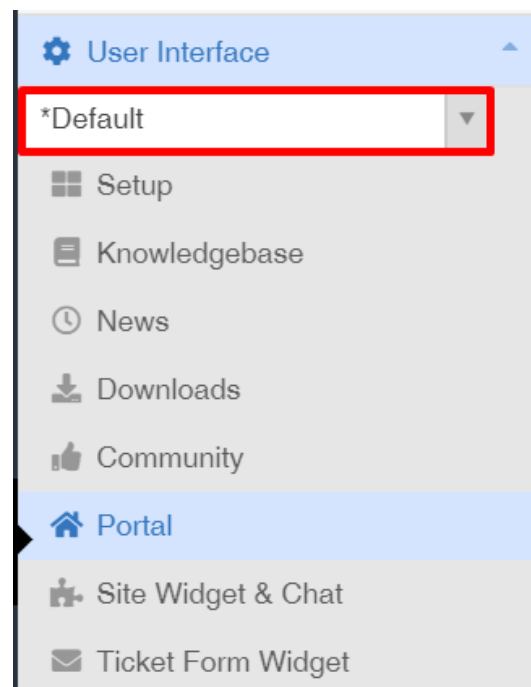 User Interface
*Default
Setup
Knowledgebase
News
Downloads
Community
Portal
Site Widget & Chat
Ticket Form Widget